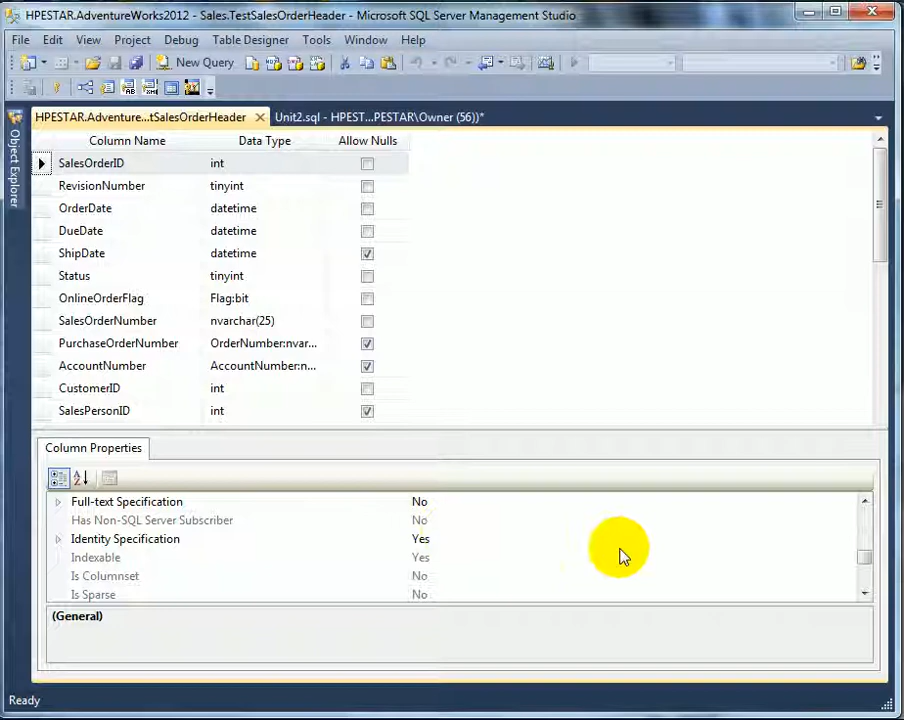 HPESTAR.AdventureWorks2012 - Sales.TestSalesOrderHeader - Microsoft SQL Server Management Studio
File Edit View Project Debug Table Designer Tools Window Help
New Query
HPESTAR.Adventure...tSalesOrderHeader Unit2.sql - HPEST...PESTAR\Owner (56))*
Object Explorer
Column Name Data Type Allow Nulls
SalesOrderID int
RevisionNumber tinyint
OrderDate datetime
DueDate datetime
ShipDate datetime
Status tinyint
OnlineOrderFlag Flag:bit
SalesOrderNumber nvarchar(25)
PurchaseOrderNumber OrderNumber:nvar...
AccountNumber AccountNumber:n...
CustomerID int
SalesPersonID int
Column Properties
Full-text Specification No
Has Non-SQL Server Subscriber No
Identity Specification Yes
Indexable Yes
Is Columnset No
Is Sparse No
(General)
Ready